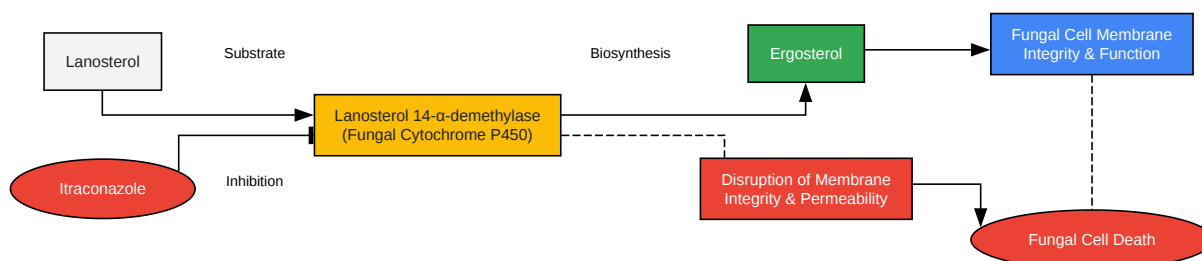 Lanosterol
Substrate
Biosynthesis
Ergosterol
Fungal Cell Membrane
Integrity & Function
Lanosterol 14-α-demethylase
(Fungal Cytochrome P450)
Itraconazole
Inhibition
Disruption of Membrane
Integrity & Permeability
Fungal Cell Death